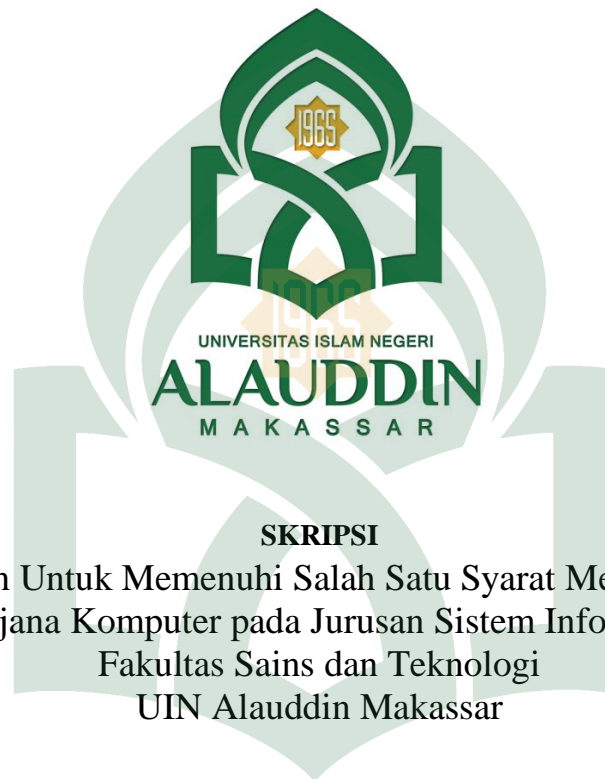 1965
UNIVERSITAS ISLAM NEGERI
ALAUDDIN
MAKASSAR
1965
SKRIPSI
Untuk Memenuhi Salah Satu Syarat
Komputer pada Jurusan Sistem
Fakultas Sains dan Teknologi
UIN Alauddin Makassar